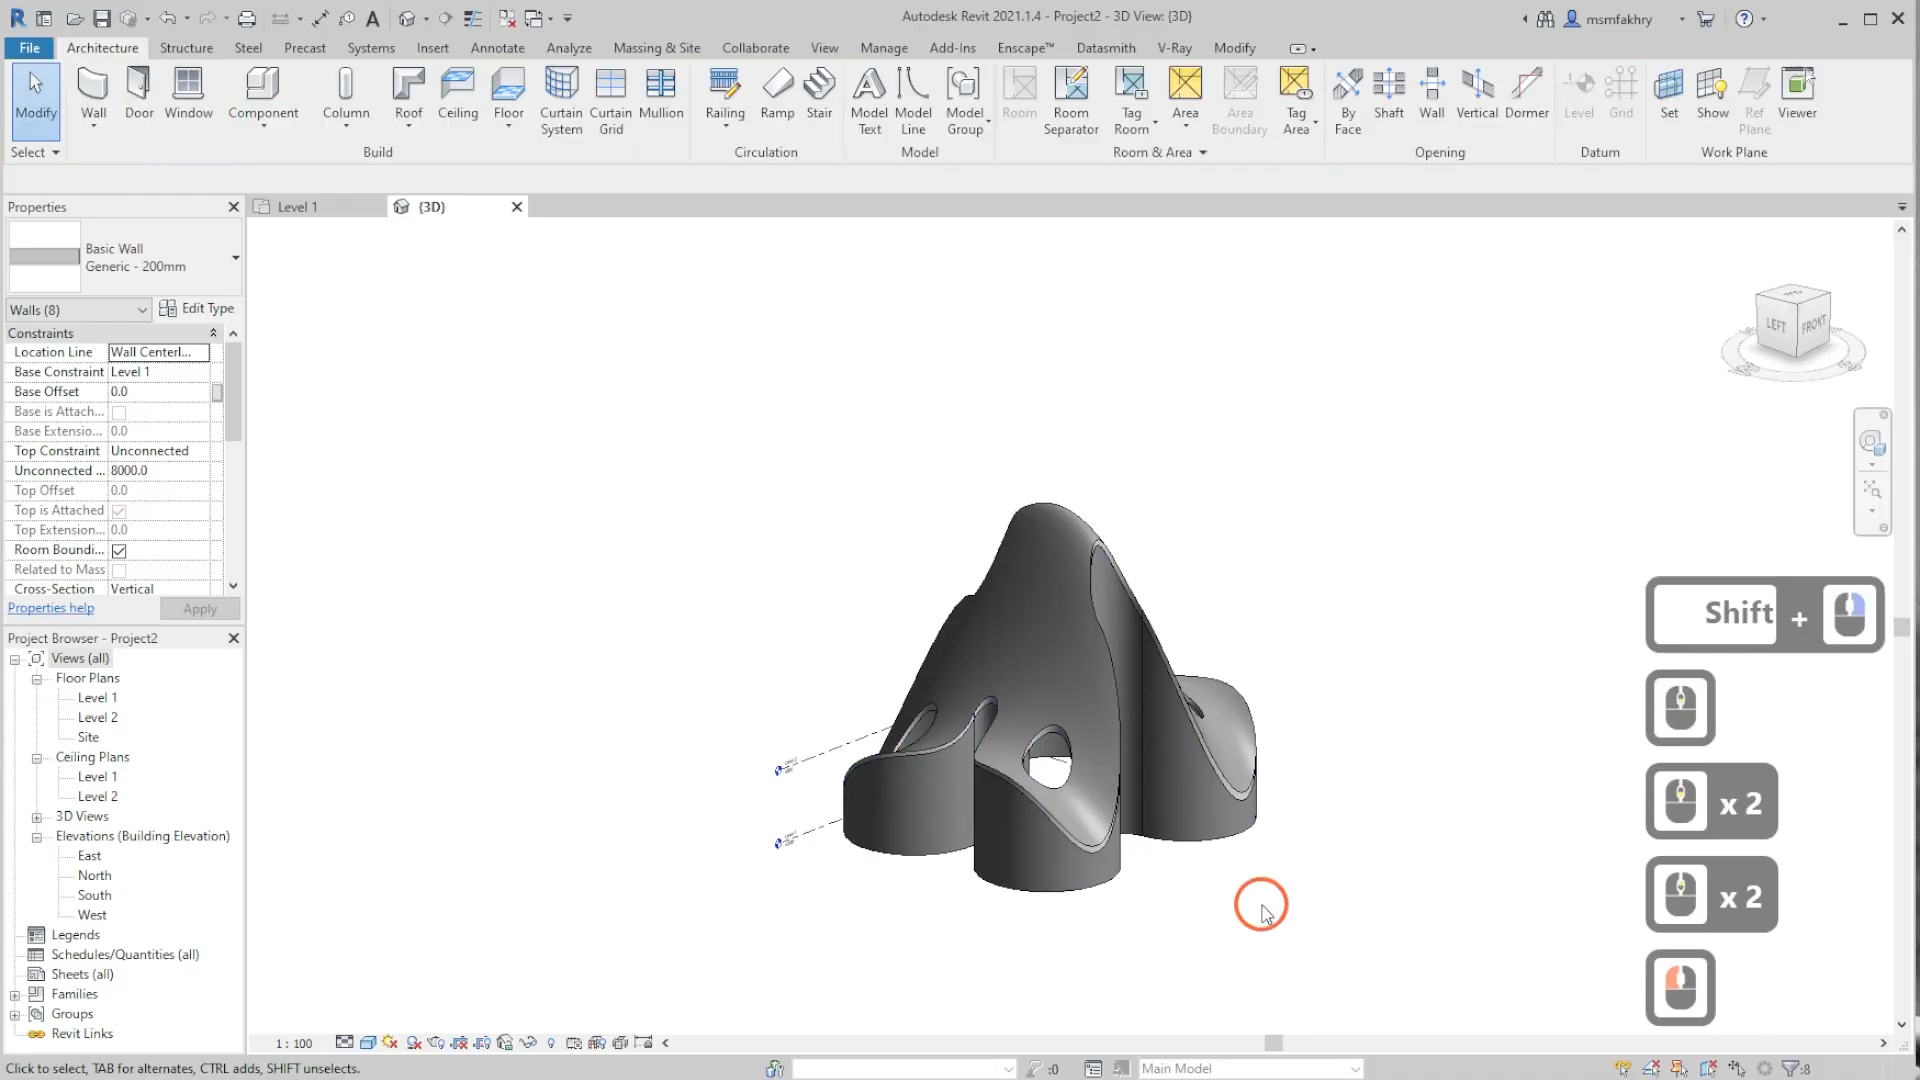 Autodesk Revit 2021.1.4 - Project2 - 3D View: {3D}
msmfakhry
File
Architecture
Structure
Steel
Precast
Systems
Insert
Annotate
Analyze
Massing & Site
Collaborate
View
Manage
Add-Ins
Enscape™
Datasmith
V-Ray
Modify
Modify
Wall
Door
Window
Component
Column
Roof
Ceiling
Floor
Curtain
System
Curtain
Grid
Mullion
Railing
Ramp
Stair
Model
Text
Model
Line
Model
Group
Room
Room
Separator
Tag
Room
Area
Area
Boundary
Tag
Area
By
Face
Shaft
Wall
Vertical
Dormer
Level
Grid
Set
Show
Ref
Plane
Viewer
Select
Build
Circulation
Model
Room & Area
Opening
Datum
Work Plane
Properties
Level 1
{3D}
Basic Wall
Generic - 200mm
Walls (8)
Edit Type
Constraints
Location Line Wall Centerl...
Base Constraint Level 1
Base Offset 0.0
Base is Attach...
Base Extensio... 0.0
Top Constraint Unconnected
Unconnected ... 8000.0
Top Offset 0.0
Top is Attached
Top Extension... 0.0
Room Boundi...
Related to Mass
Cross-Section Vertical
Properties help
Apply
Project Browser - Project2
Views (all)
Floor Plans
Level 1
Level 2
Site
Ceiling Plans
Level 1
Level 2
3D Views
Elevations (Building Elevation)
East
North
South
West
Legends
Schedules/Quantities (all)
Sheets (all)
Families
Groups
Revit Links
LEFT
FRONT
Shift +
x 2
x 2
1 : 100
Click to select, TAB for alternates, CTRL adds, SHIFT unselects.
:0
Main Model
:8